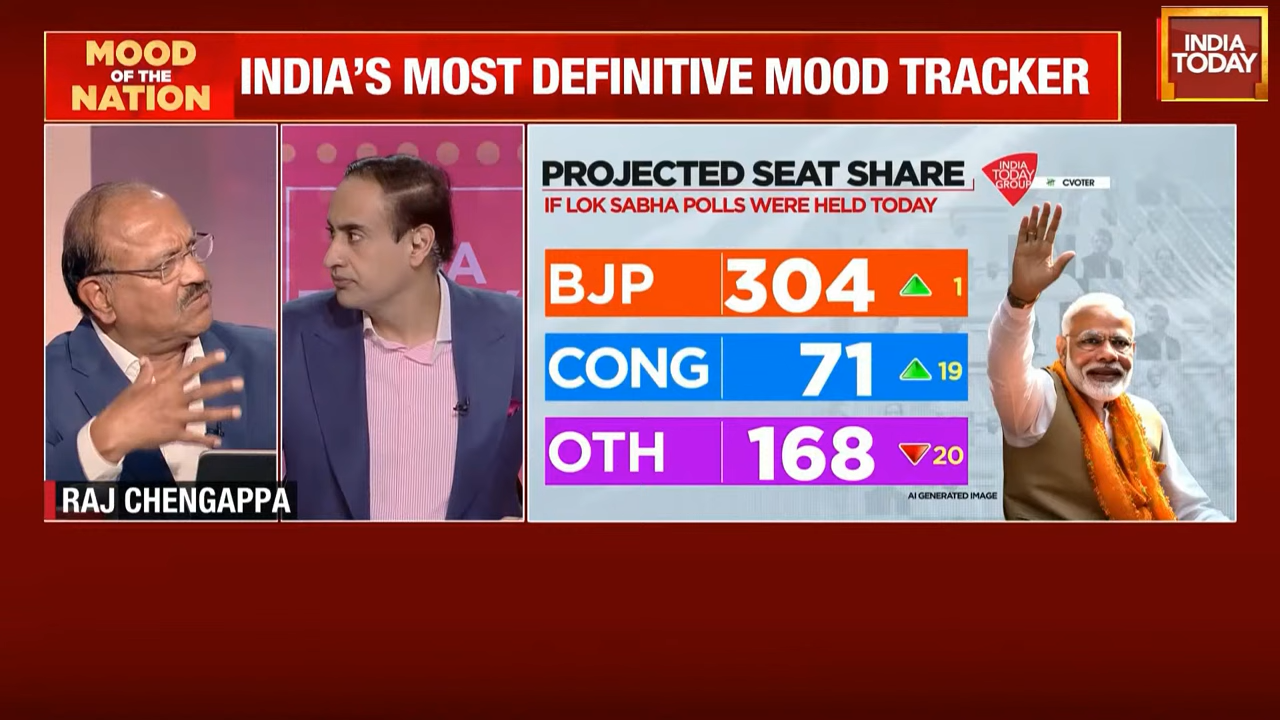 MOOD
OF THE
NATION
INDIA'S MOST DEFINITIVE MOOD TRACKER
INDIA
TODAY
PROJECTED SEAT SHARE
IF LOK SABHA POLLS WERE HELD TODAY
INDIA
TODAY
GROUP
CVOTER
BJP 304 1
CONG 71 19
OTH 168 20
AI GENERATED IMAGE
RAJ CHENGAPPA